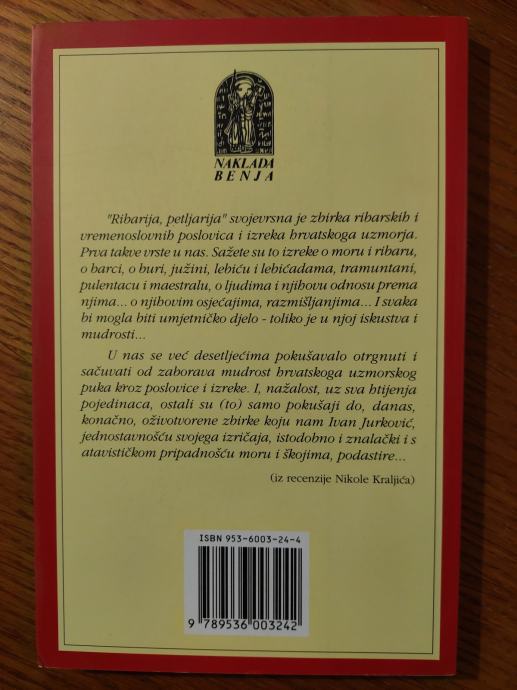 NAKLADA
BENJA
"Ribarija, petljarija" svojevrsna je zbirka ribarskih i
vremenoslovnih poslovica i izreka hrvatskoga uzmorja.
Prva takve vrste u nas. Sažete su to izreke o moru i ribaru,
o barci, o buri, južini, lebiću i lebićadama, tramuntani,
pulentacu i maestralu, o ljudima i njihovu odnosu prema
njima... o njihovim osjećajima, razmišljanjima... I svaka
bi mogla biti umjetničko djelo - toliko je u njoj iskustva i
mudrosti...
U nas se već desetljećima pokušavalo otrgnuti i
sačuvati od zaborava mudrost hrvatskoga uzmorskog
puka kroz poslovice i izreke. I, nažalost, uz sva htijenja
pojedinaca, ostali su (to) samo pokušaji do, danas,
konačno, oživotvorene zbirke koju nam Ivan Jurković,
jednostavnošću svojega izričaja, istodobno i znalački i s
atavističkom pripadnošću moru i škojima, podastire...
(iz recenzije Nikole Kraljića)
ISBN 953-6003-24-4
9 789536 003242